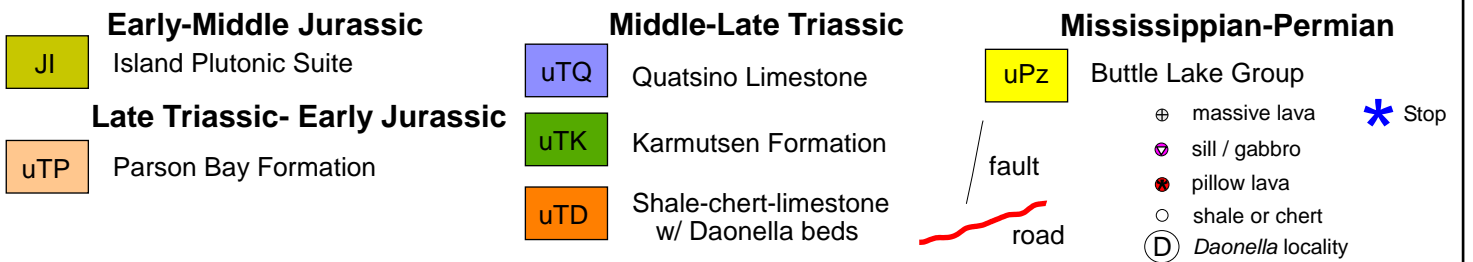 Early-Middle Jurassic
JI Island Plutonic Suite
Late Triassic- Early Jurassic
uTP Parson Bay Formation
Middle-Late Triassic
uTQ Quatsino Limestone
uTK Karmutsen Formation
uTD Shale-chert-limestone
w/ Daonella beds
Mississippian-Permian
uPz Buttle Lake Group
fault
road
massive lava
sill / gabbro
pillow lava
shale or chert
D Daonella locality
* Stop